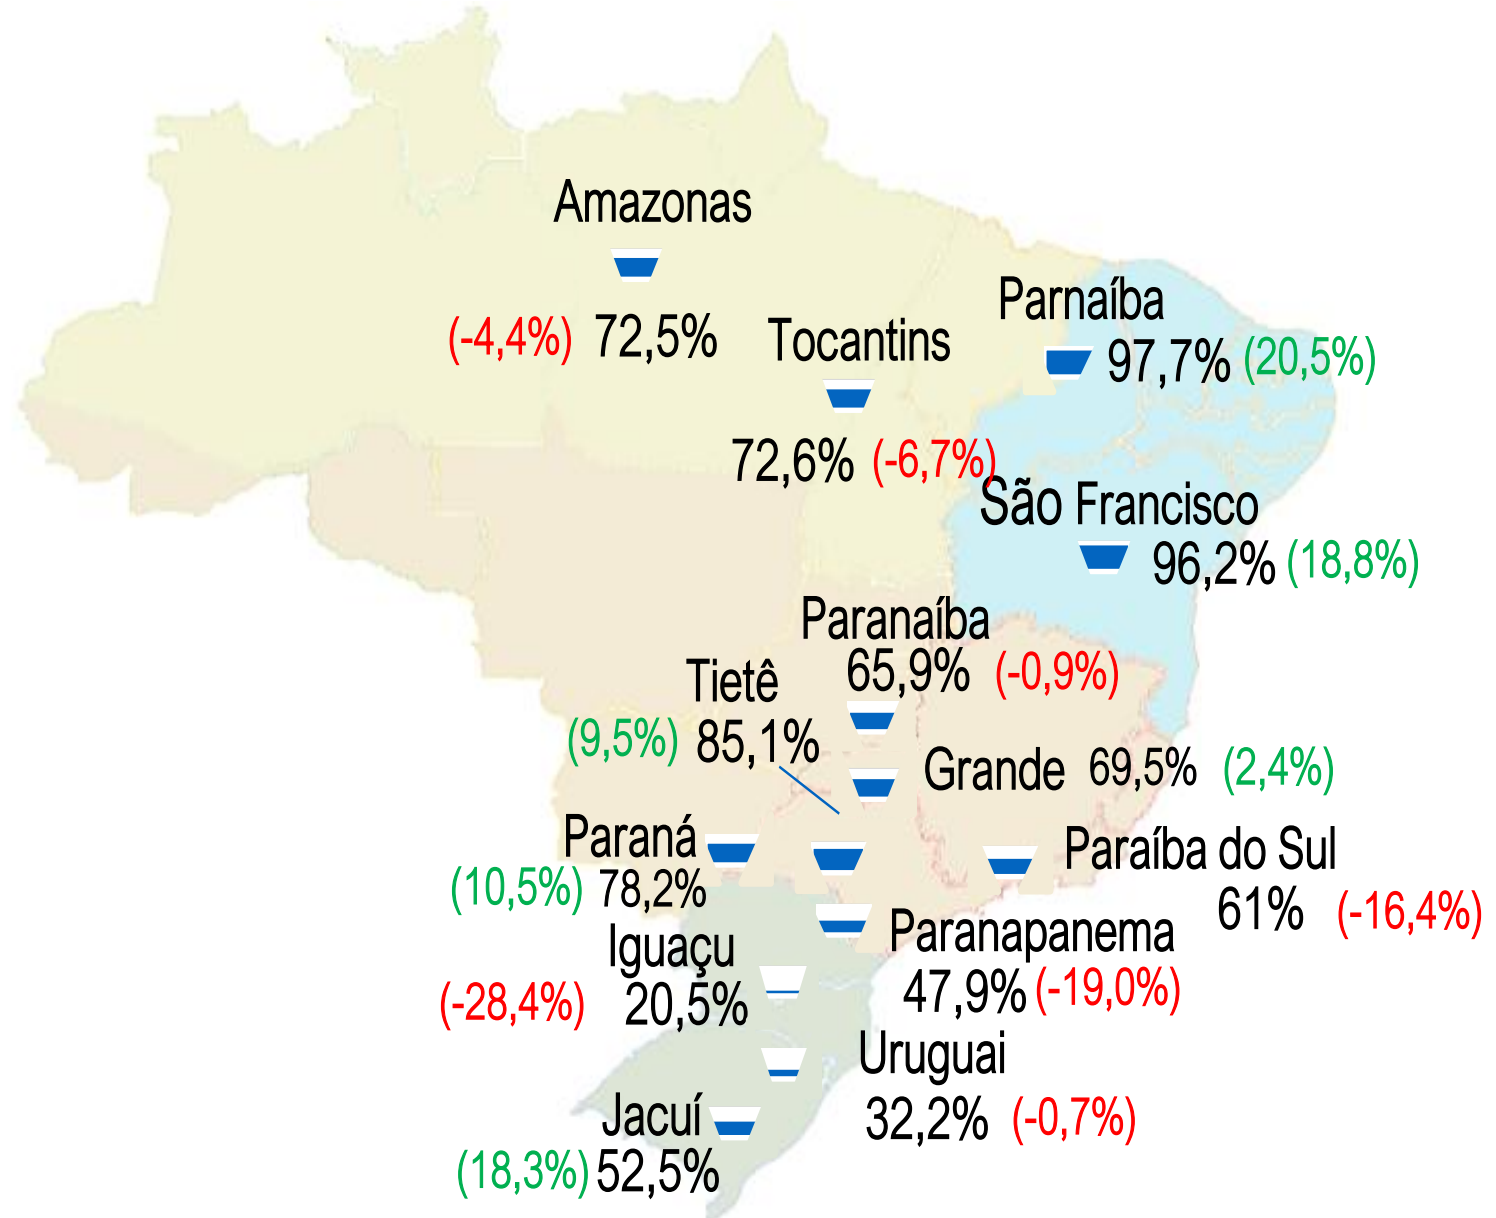 Amazonas
(-4,4%) 72,5%
Tocantins
72,6% (-6,7%)
Parnaíba
97,7% (20,5%)
São Francisco
96,2% (18,8%)
Paranaíba
65,9% (-0,9%)
Tietê
(9,5%) 85,1%
Grande 69,5% (2,4%)
Paraná
(10,5%) 78,2%
Paraíba do Sul
61% (-16,4%)
Paranapanema
47,9% (-19,0%)
Iguaçu
(-28,4%) 20,5%
Uruguai
32,2% (-0,7%)
Jacuí
(18,3%) 52,5%